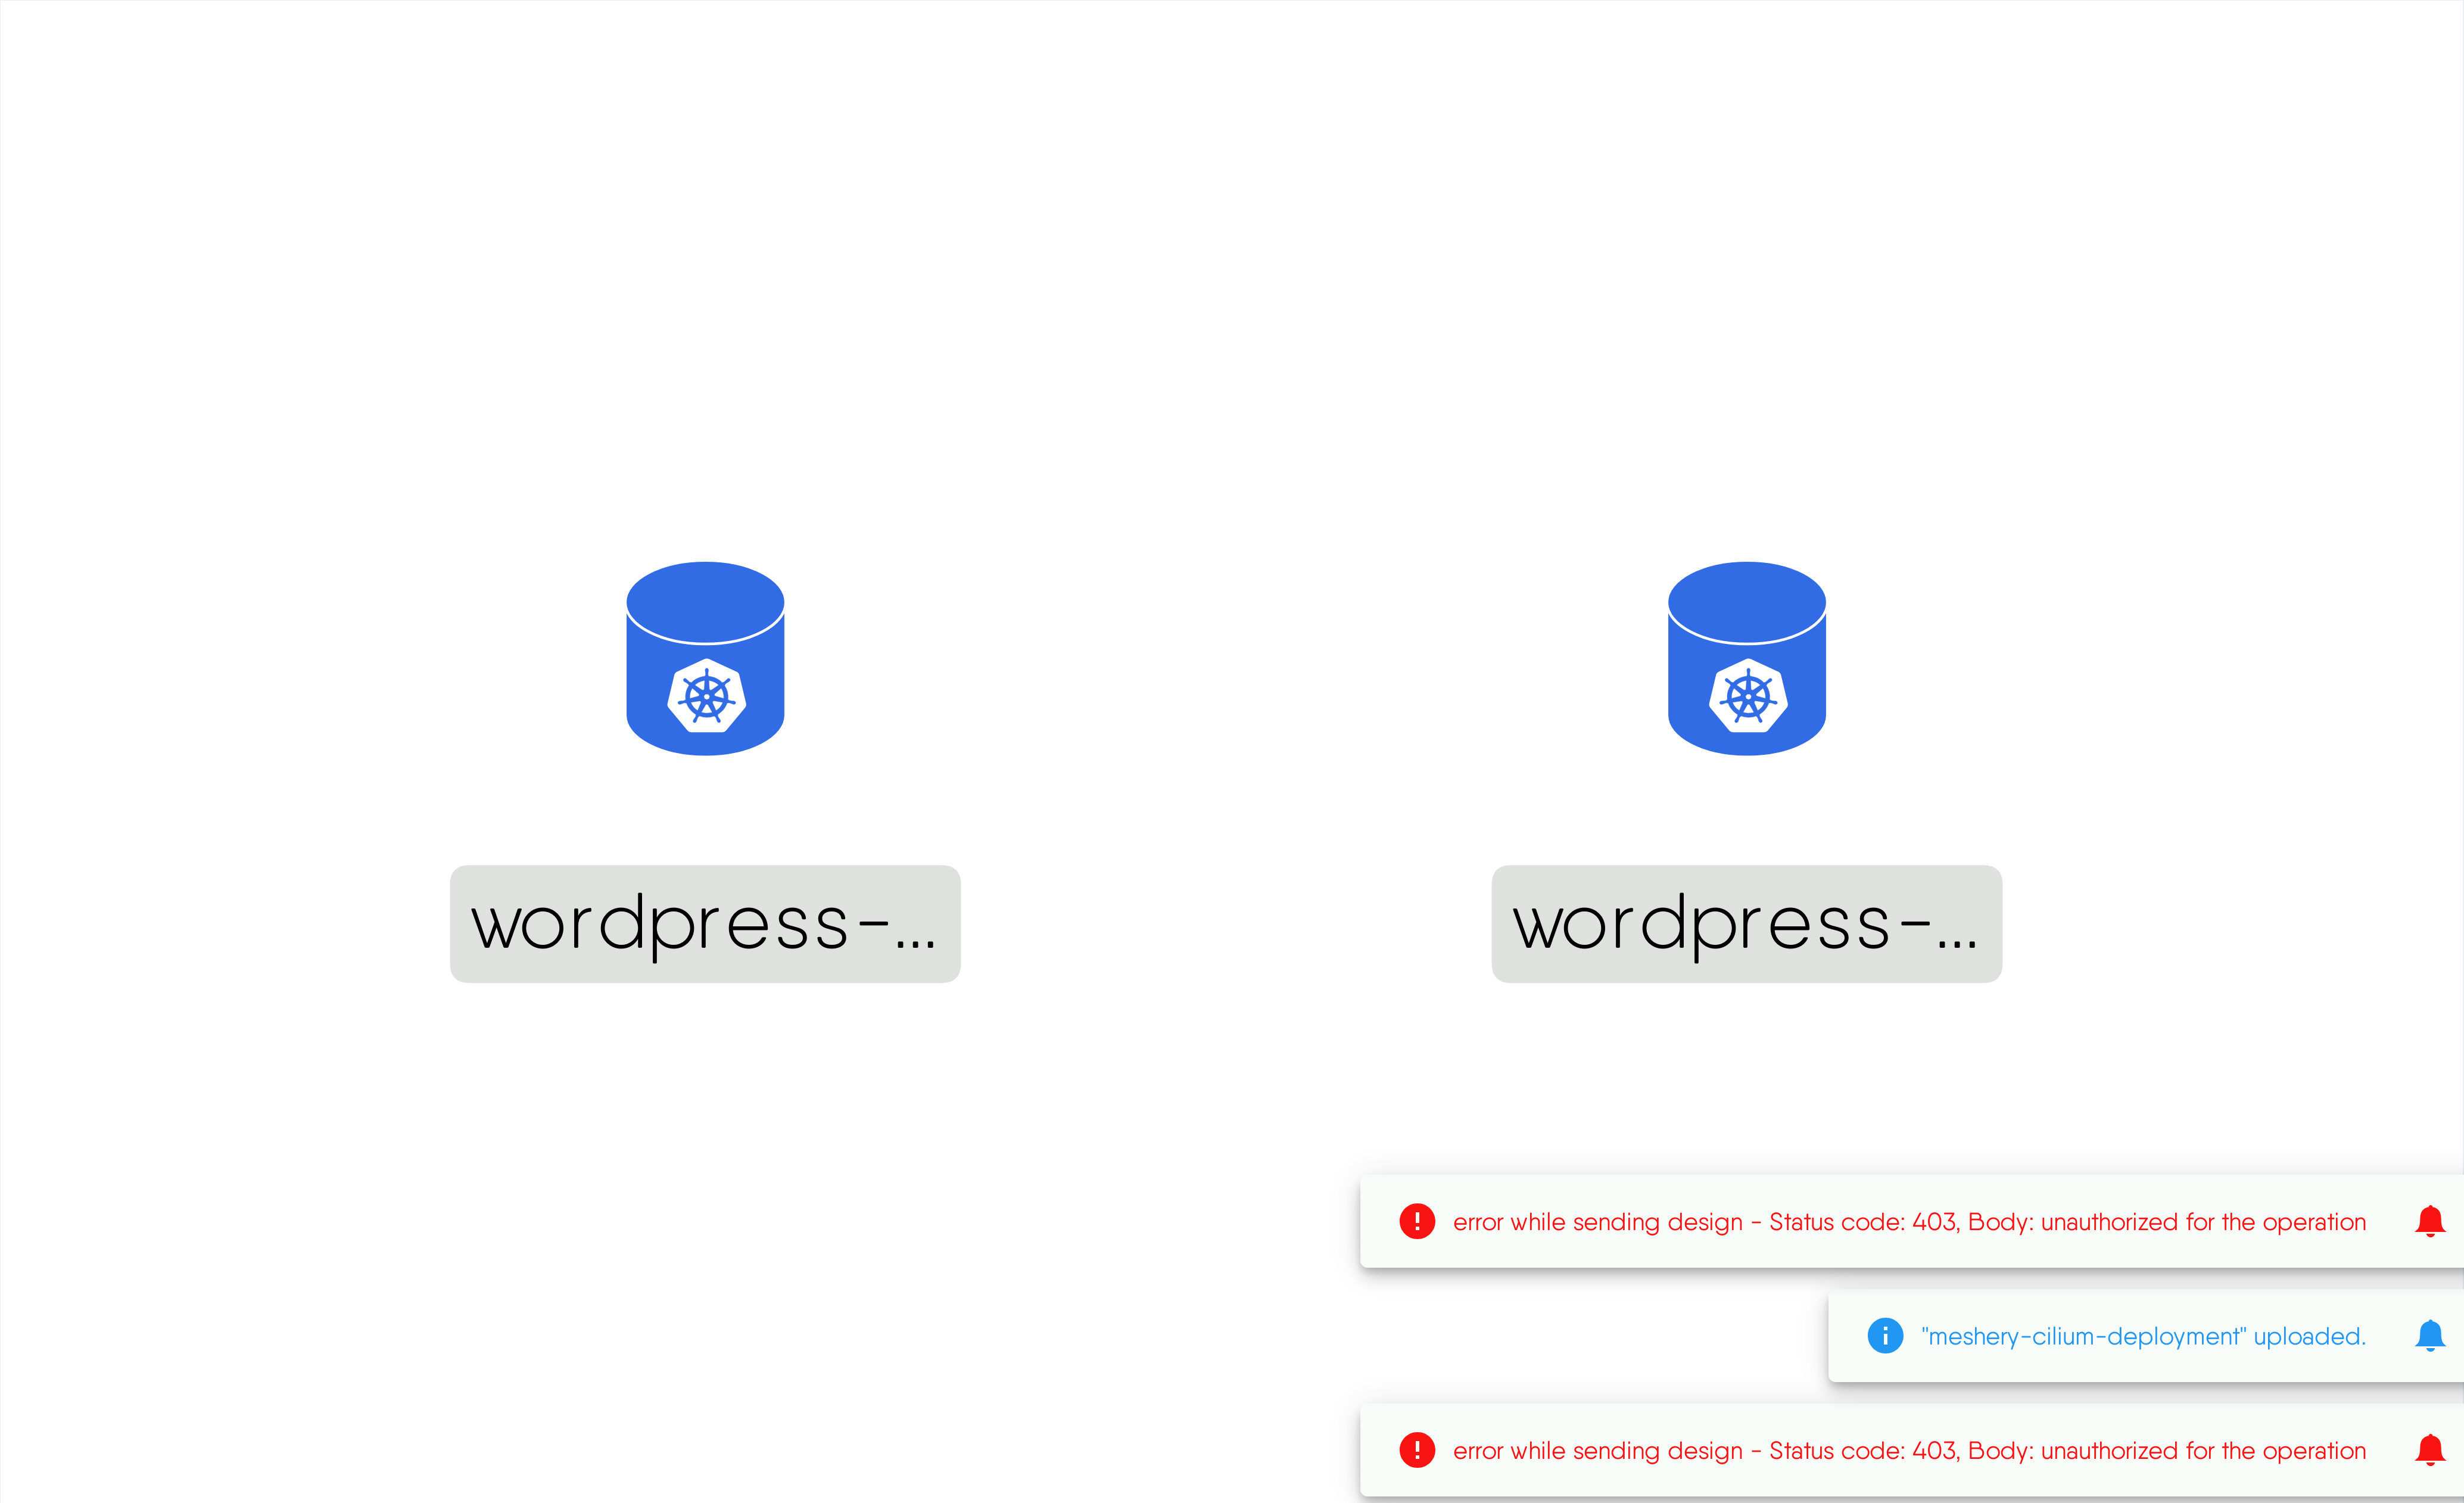 wordpress-...
wordpress-...
error while sending design - Status code: 403, Body: unauthorized for the operation
"meshery-cilium-deployment" uploaded.
error while sending design - Status code: 403, Body: unauthorized for the operation